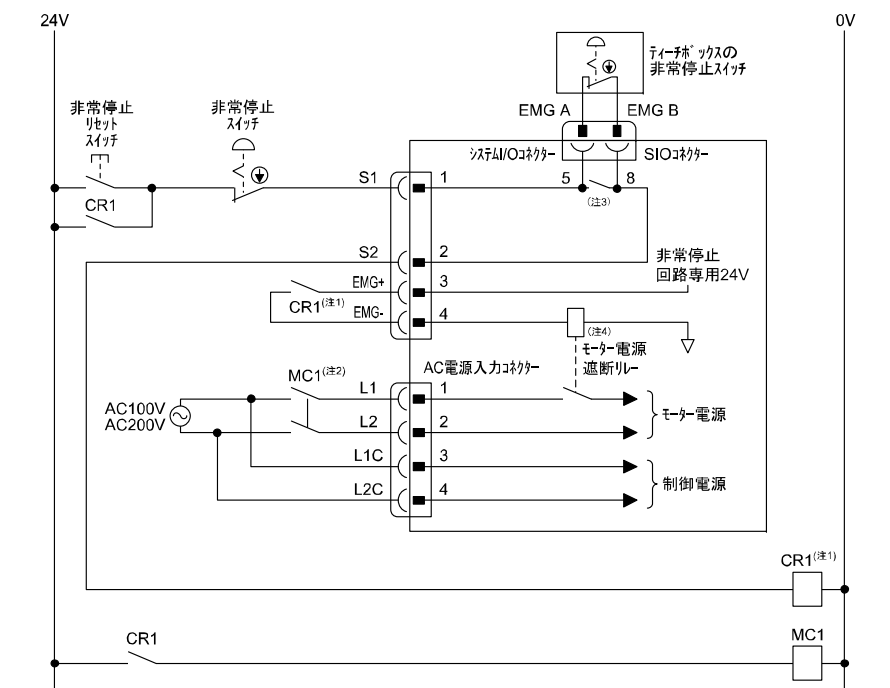 24V
0V
ティーチボックスの
非常停止スイッチ
非常停止
リセット
スイッチ
非常停止
スイッチ
EMG A
EMG B
システムI/Oコネクター
SIOコネクター
S1
1
5
8
(注3)
CR1
S2
2
非常停止
回路専用24V
EMG+
3
CR1(注1)
EMG-
4
(注4)
モーター電源
遮断リレー
AC電源入力コネクター
MC1(注2)
L1
1
AC100V
AC200V
L2
2
モーター電源
L1C
3
制御電源
L2C
4
CR1(注1)
CR1
MC1